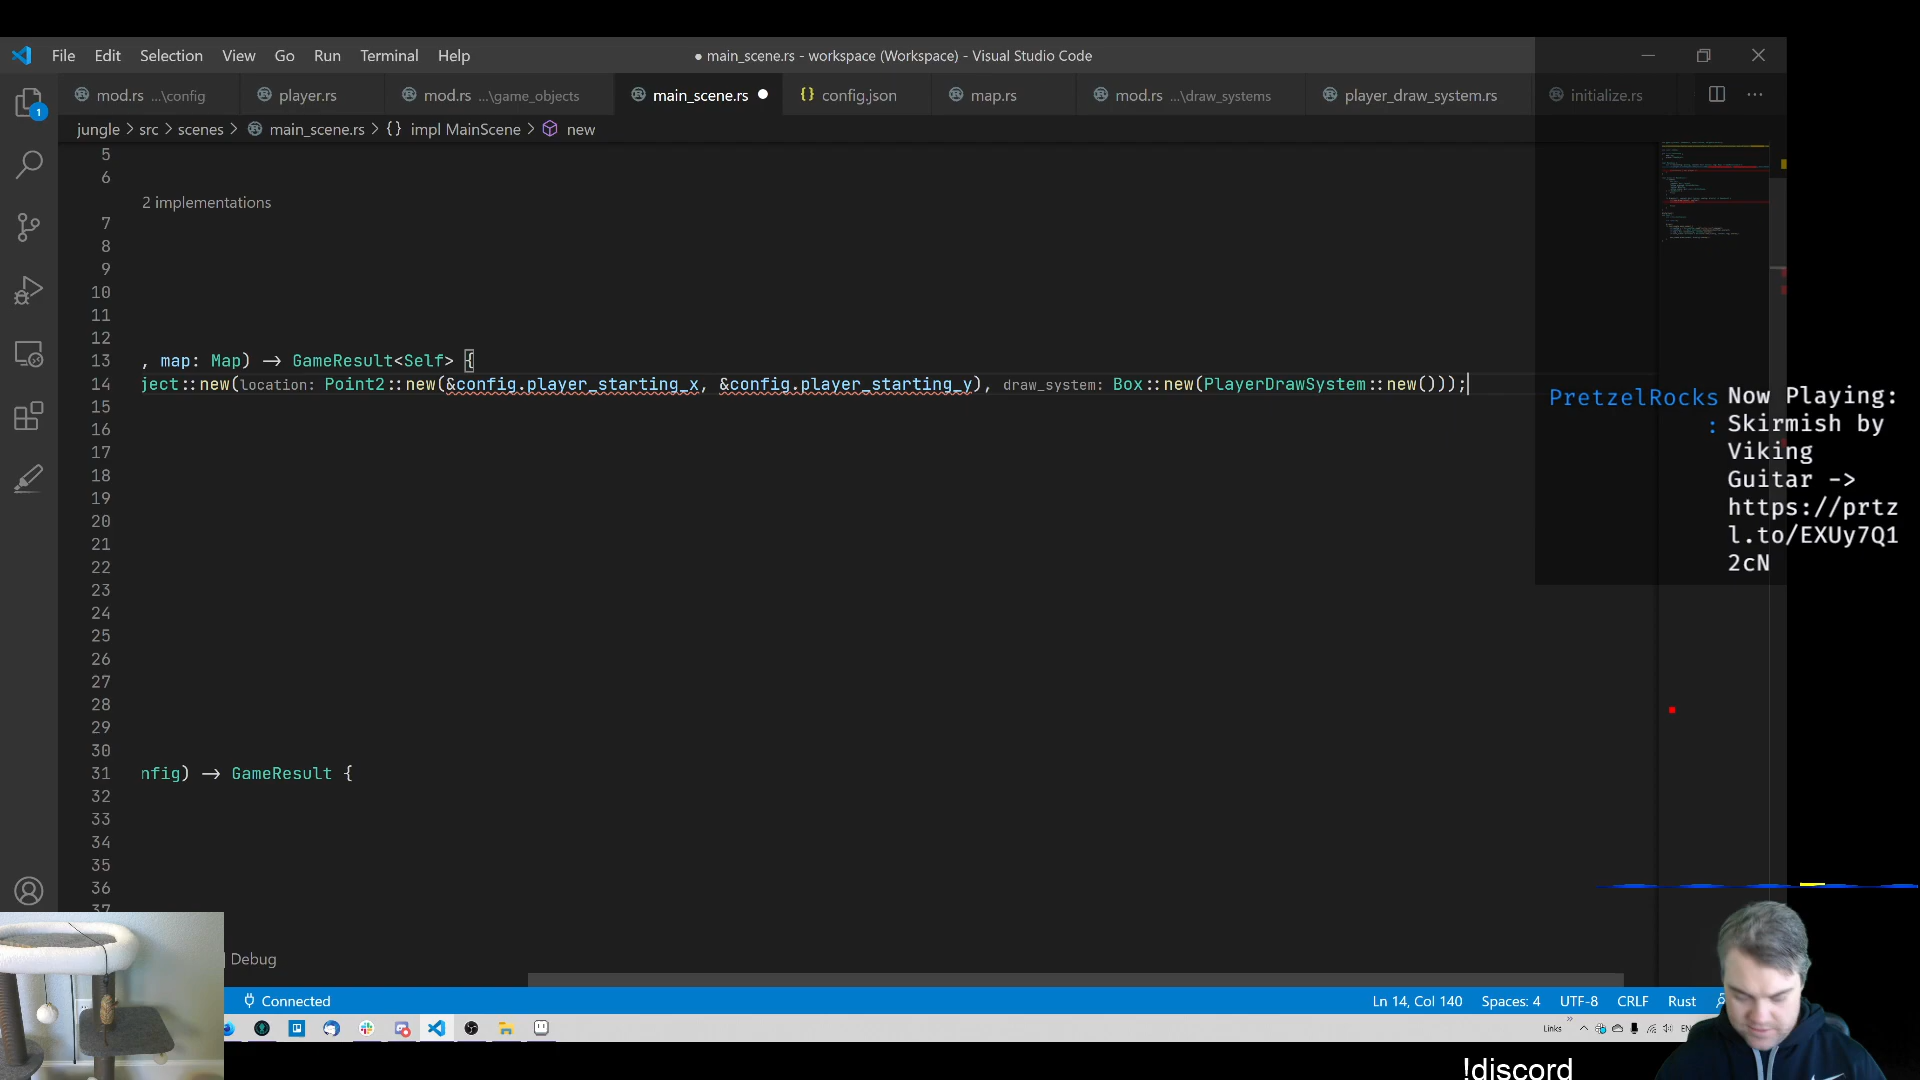 File Edit Selection View Go Run Terminal Help
● main_scene.rs - workspace (Workspace) - Visual Studio Code
mod.rs ...\config
player.rs
mod.rs ...\game_objects
main_scene.rs
{} config.json
map.rs
mod.rs ...\draw_systems
player_draw_system.rs
initialize.rs
1
jungle > src > scenes > main_scene.rs > {} impl MainScene > new
5
6
2 implementations
7
8
9
10
11
12
13 , map: Map) -> GameResult<Self> {
14 ject::new(location: Point2::new(&config.player_starting_x, &config.player_starting_y), draw_system: Box::new(PlayerDrawSystem::new()));
15
16
17
18
19
20
21
22
23
24
25
26
27
28
29
30
31 nfig) -> GameResult {
32
33
34
35
36
37
| Debug
PretzelRocks
: Now Playing:
Skirmish by
Viking
Guitar ->
https://prtz
l.to/EXUy7Q1
2cN
Connected
Ln 14, Col 140 Spaces: 4 UTF-8 CRLF Rust
Links
!discord